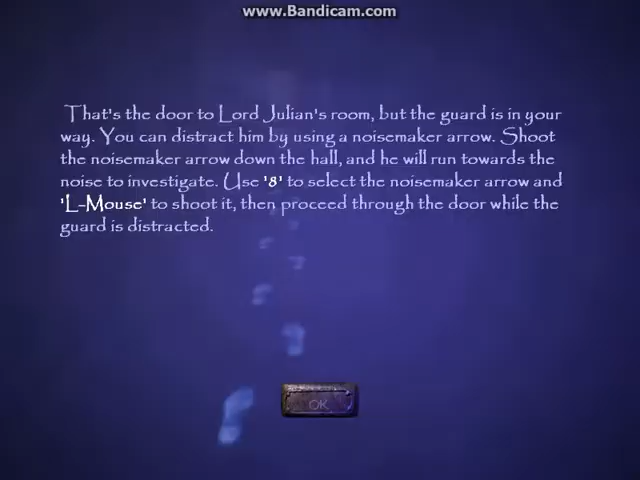 www.Bandicam.com
That's the door to Lord Julian's room, but the guard is in your
way. You can distract him by using a noisemaker arrow. Shoot
the noisemaker arrow down the hall, and he will run towards the
noise to investigate. Use '8' to select the noisemaker arrow and
'L-Mouse' to shoot it, then proceed through the door while the
guard is distracted.
OK